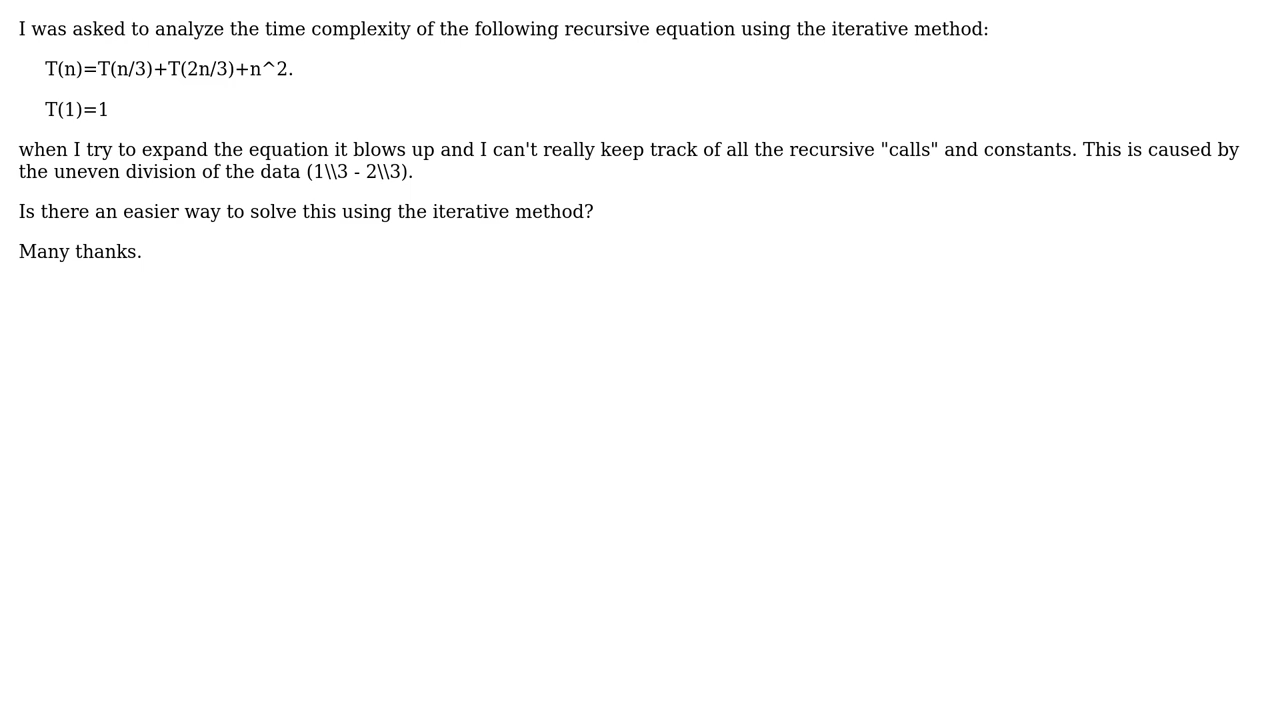 I was asked to analyze the time complexity of the following recursive equation using the iterative method:
T(n)=T(n/3)+T(2n/3)+n^2.
T(1)=1
when I try to expand the equation it blows up and I can't really keep track of all the recursive "calls" and constants. This is caused by
the uneven division of the data (1\\3 - 2\\3).
Is there an easier way to solve this using the iterative method?
Many thanks.